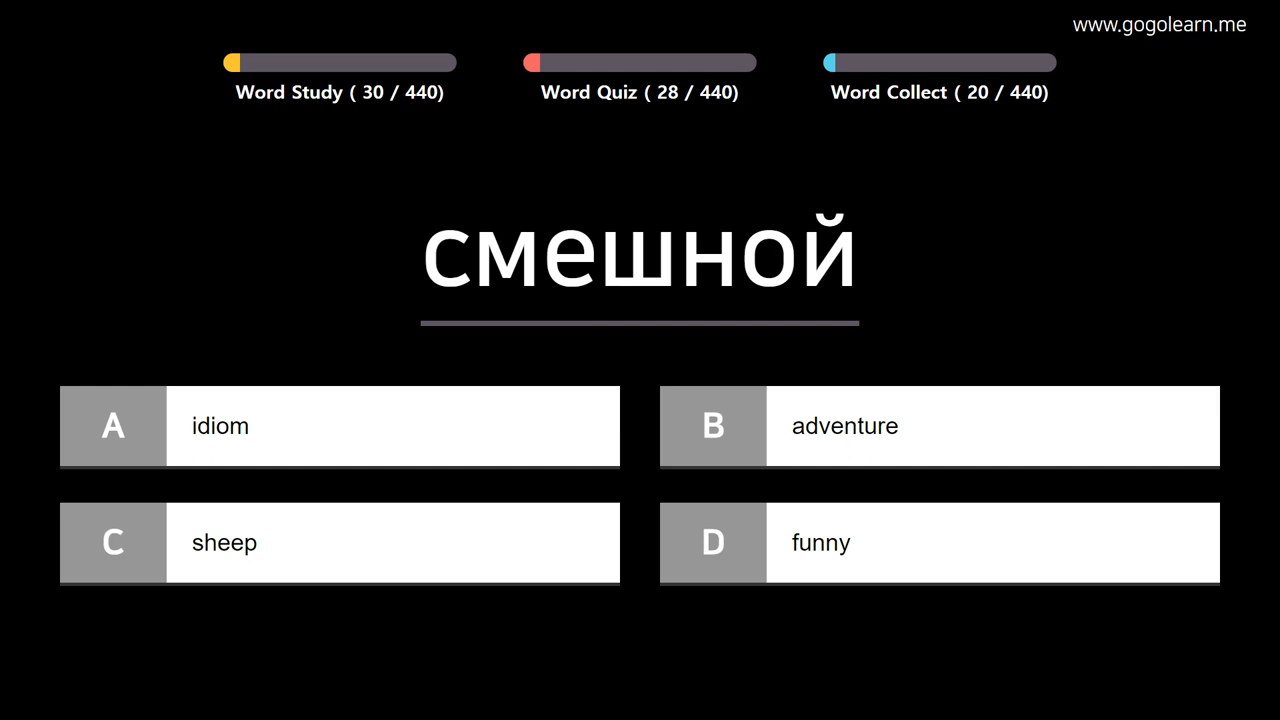 www.gogolearn.me
Word Study ( 30 / 440)
Word Quiz ( 28 / 440)
Word Collect ( 20 / 440)
смешной
A idiom
B adventure
C sheep
D funny